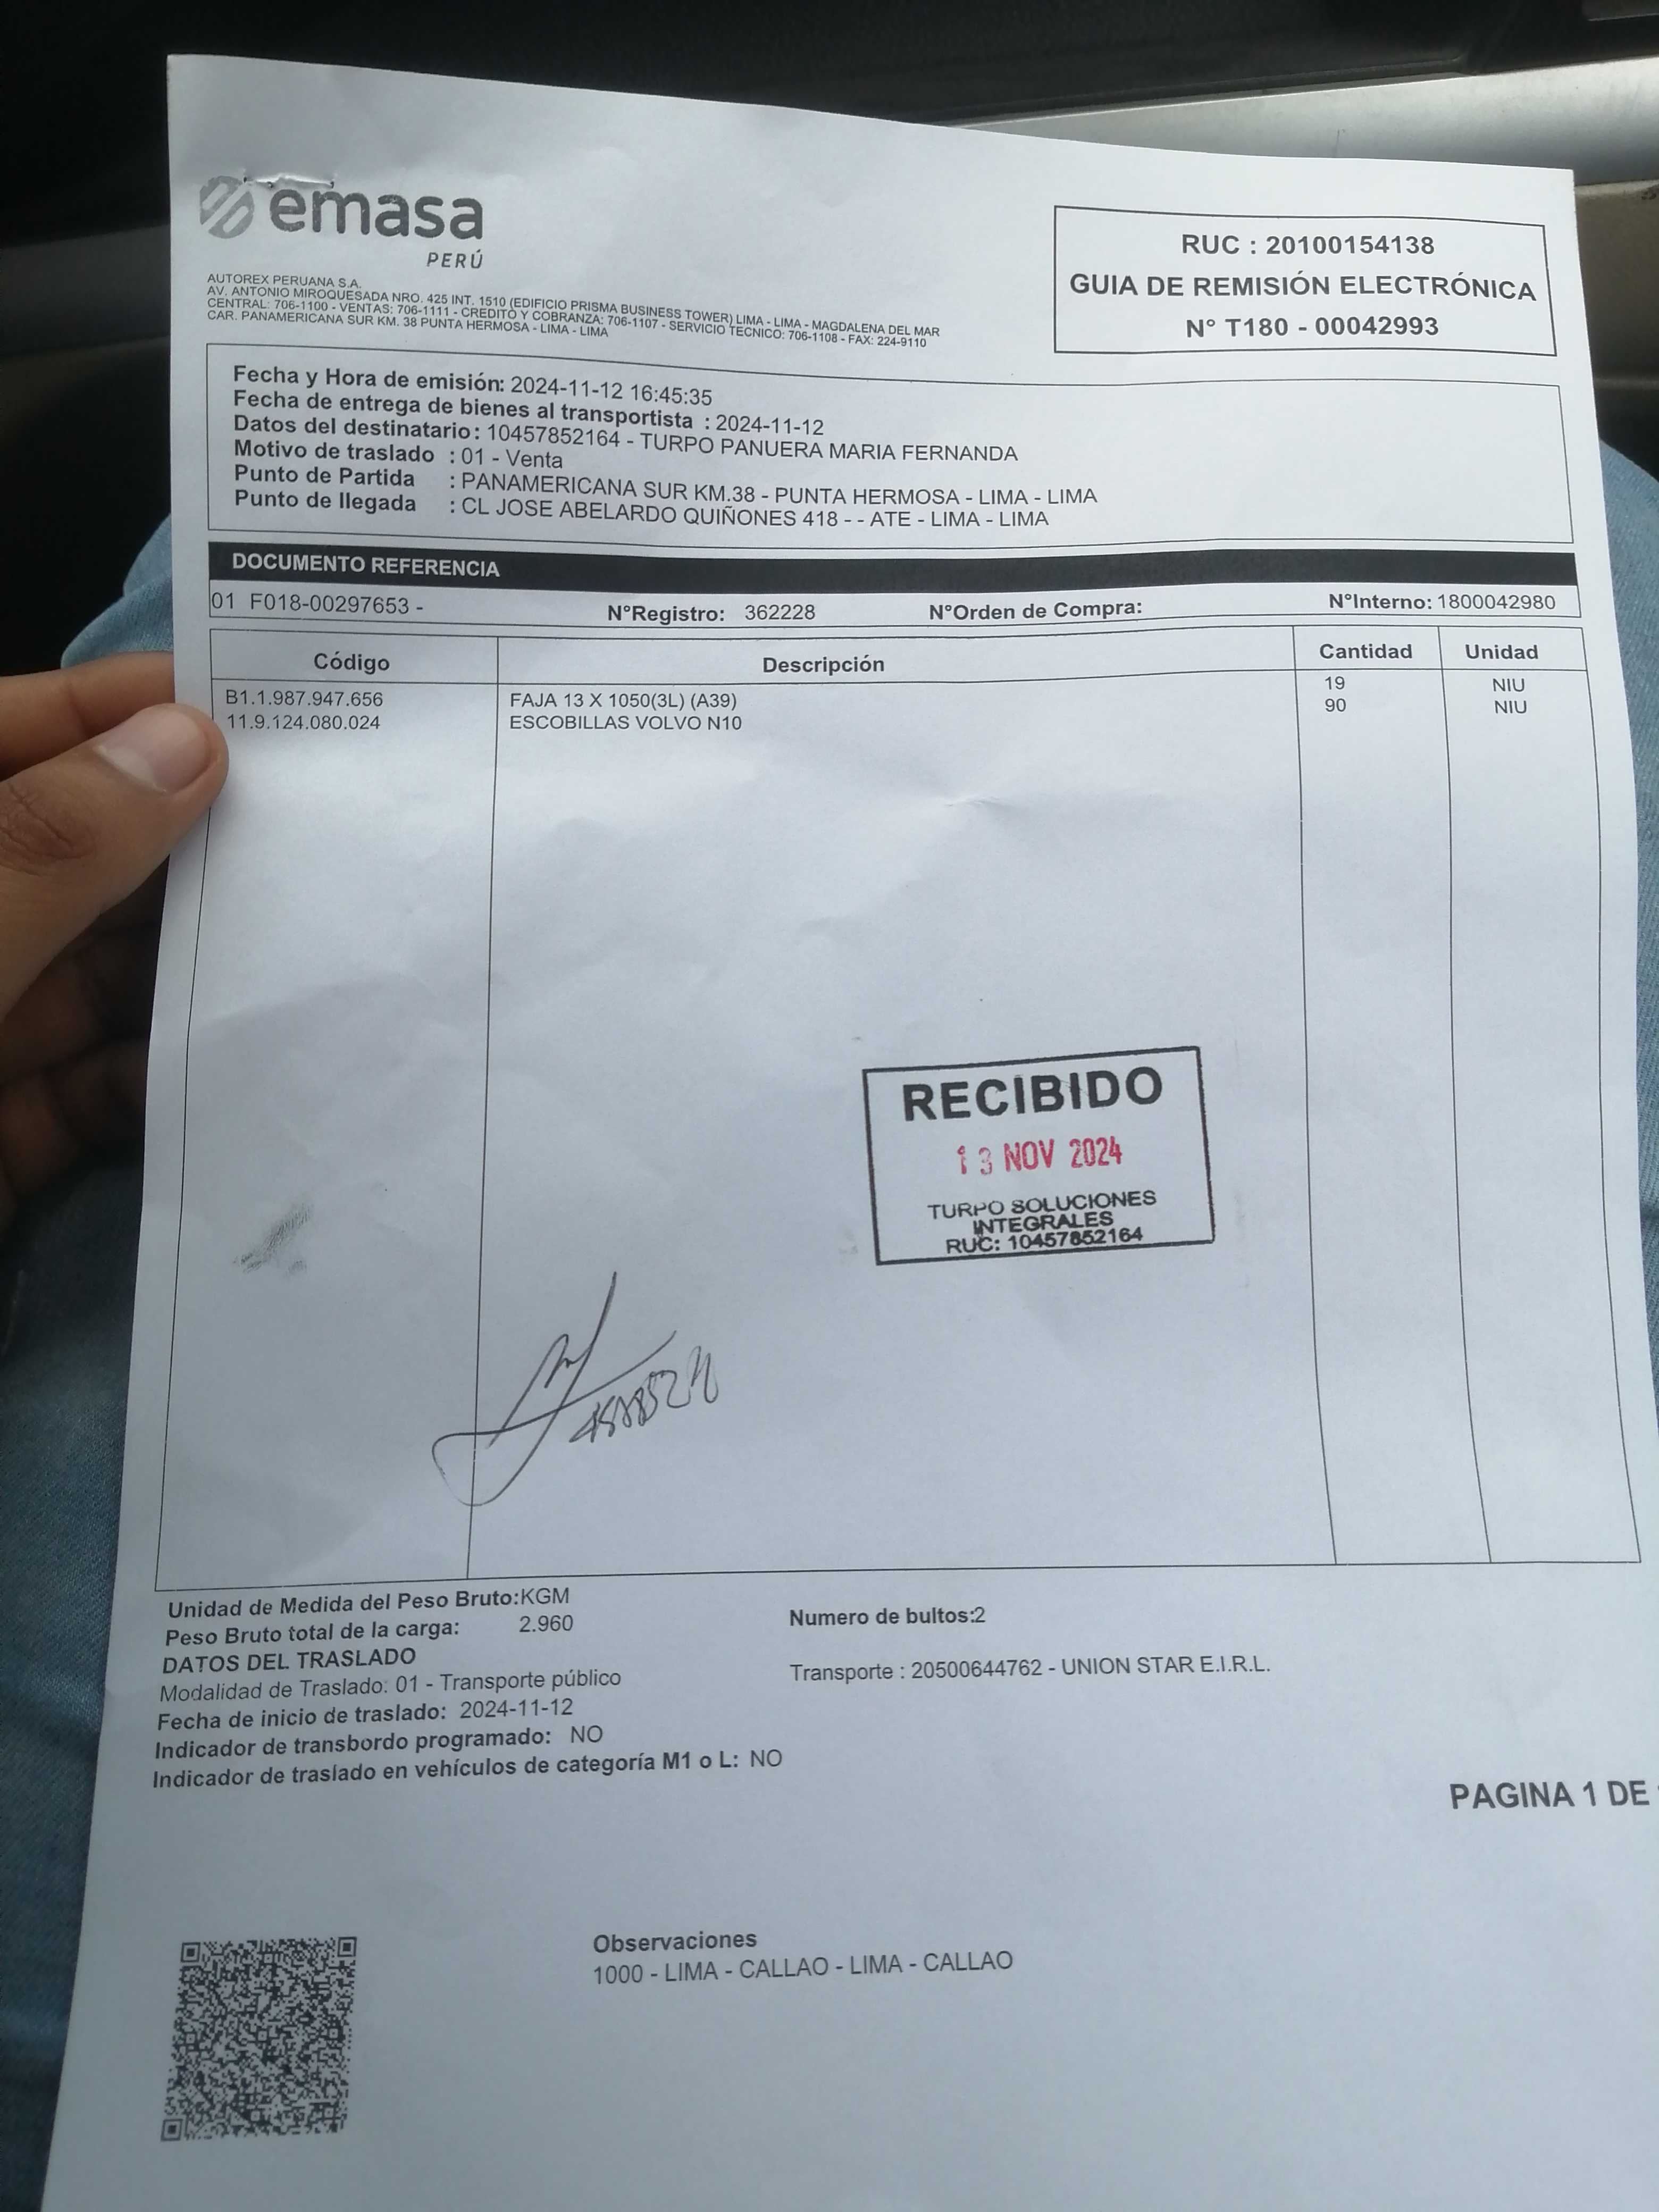 emasa
PERÚ
AUTOREX PERUANA S.A.
AV. ANTONIO MIROQUESADA NRO. 425 INT. 1510 (EDIFICIO PRISMA BUSINESS TOWER) LIMA - LIMA - MAGDALENA DEL MAR
CENTRAL: 706-1100 - VENTAS: 706-1111 - CREDITO Y COBRANZA: 706-1107 - SERVICIO TECNICO: 706-1108 - FAX: 224-9110
CAR. PANAMERICANA SUR KM. 38 PUNTA HERMOSA - LIMA - LIMA
RUC : 20100154138
GUIA DE REMISIÓN ELECTRÓNICA
N° T180 - 00042993
Fecha y Hora de emisión: 2024-11-12 16:45:35
Fecha de entrega de bienes al transportista : 2024-11-12
Datos del destinatario: 10457852164 - TURPO PANUERA MARIA FERNANDA
Motivo de traslado : 01 - Venta
Punto de Partida : PANAMERICANA SUR KM.38 - PUNTA HERMOSA - LIMA - LIMA
Punto de llegada : CL JOSE ABELARDO QUIÑONES 418 - - ATE - LIMA - LIMA
DOCUMENTO REFERENCIA
01 F018-00297653 - N°Registro: 362228 N°Orden de Compra: N°Interno: 1800042980
Código Descripción Cantidad Unidad
B1.1.987.947.656 FAJA 13 X 1050(3L) (A39) 19 NIU
11.9.124.080.024 ESCOBILLAS VOLVO N10 90 NIU
RECIBIDO
13 NOV 2024
TURPO SOLUCIONES
INTEGRALES
RUC: 10457852164
Unidad de Medida del Peso Bruto:KGM
Peso Bruto total de la carga: 2.960
Numero de bultos:2
DATOS DEL TRASLADO
Modalidad de Traslado: 01 - Transporte público
Transporte : 20500644762 - UNION STAR E.I.R.L.
Fecha de inicio de traslado: 2024-11-12
Indicador de transbordo programado: NO
Indicador de traslado en vehículos de categoría M1 o L: NO
PAGINA 1 DE
Observaciones
1000 - LIMA - CALLAO - LIMA - CALLAO